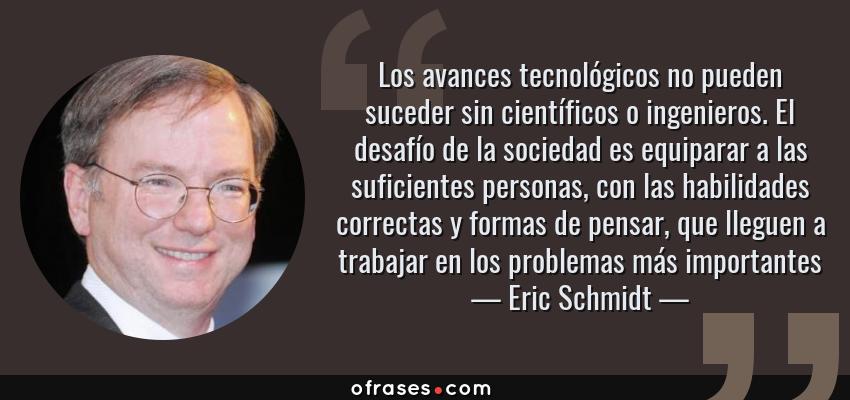 Los avances tecnológicos no pueden
suceder sin científicos o ingenieros. El
desafío de la sociedad es equiparar a las
suficientes personas, con las habilidades
correctas y formas de pensar, que lleguen a
trabajar en los problemas más importantes
— Eric Schmidt —
ofrases.com